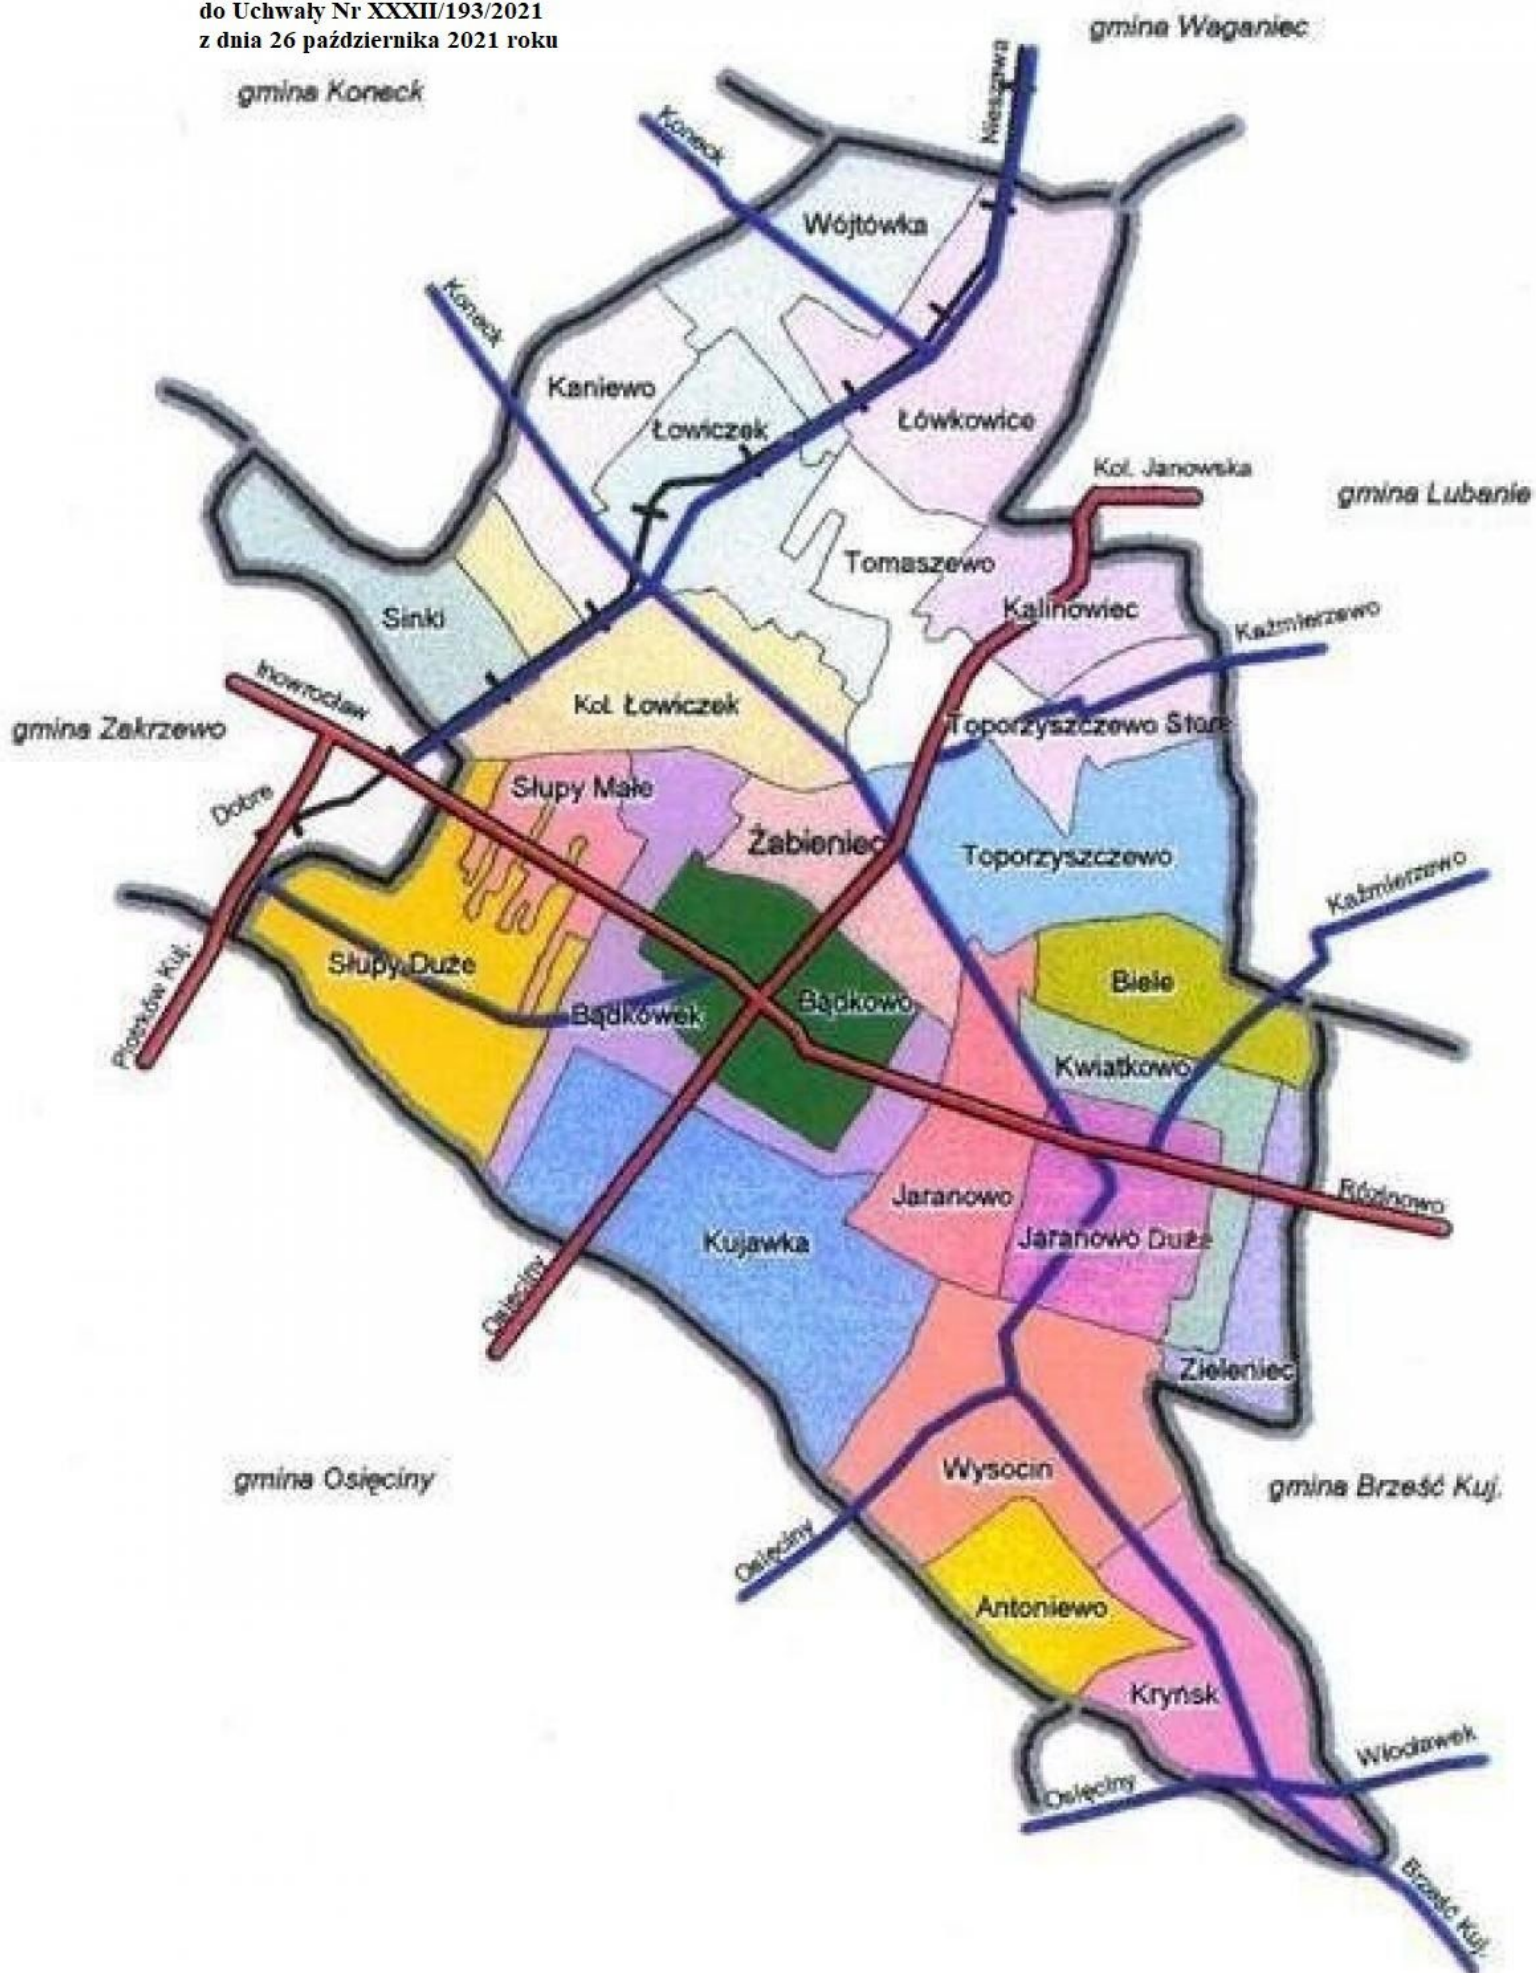 do Uchwały Nr XXXII/193/2021
z dnia 26 października 2021 roku
gmina Waganiec
gmina Koneck
Nieszawa
Koneck
Wójtówka
Koneck
Kaniewo
Łowiczek
Łówkowice
Kol. Janowska
gmina Lubanie
Tomaszewo
Kalinowiec
Kaźmierzewo
Sinki
Inowrocław
Kol. Łowiczek
gmina Zakrzewo
Toporzyszczewo Stare
Słupy Małe
Dobre
Żabieniec
Toporzyszczewo
Kaźmierzewo
Słupy Duże
Biele
Bądkowo
Bądkówek
Piotrków Kuj.
Kwiatkowo
Jaranowo
Rózinowo
Kujawka
Jaranowo Duże
Osięciny
Zieleniec
Wysocin
gmina Osięciny
gmina Brześć Kuj.
Osięciny
Antoniewo
Kryńsk
Włocławek
Osięciny
Brześć Kuj.